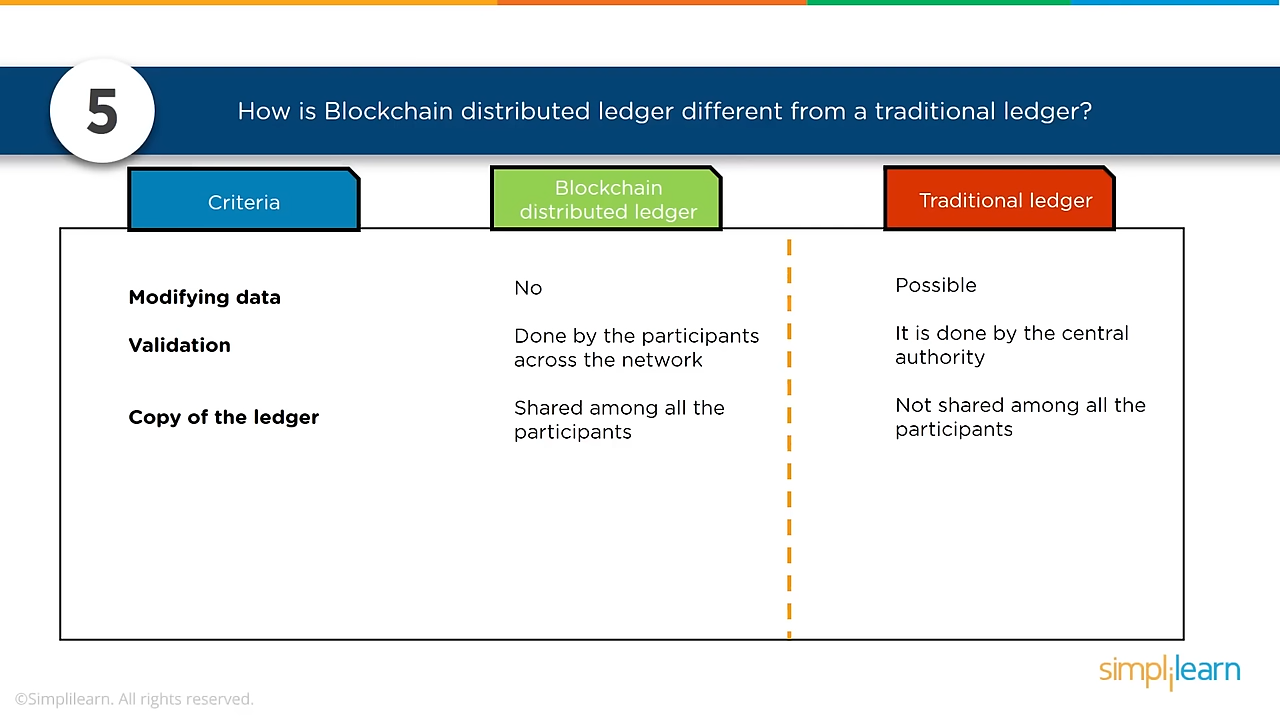 5
How is Blockchain distributed ledger different from a traditional ledger?
Criteria
Blockchain
distributed ledger
Traditional ledger
Modifying data
No
Possible
Validation
Done by the participants
across the network
It is done by the central
authority
Copy of the ledger
Shared among all the
participants
Not shared among all the
participants
simplilearn
©Simplilearn. All rights reserved.